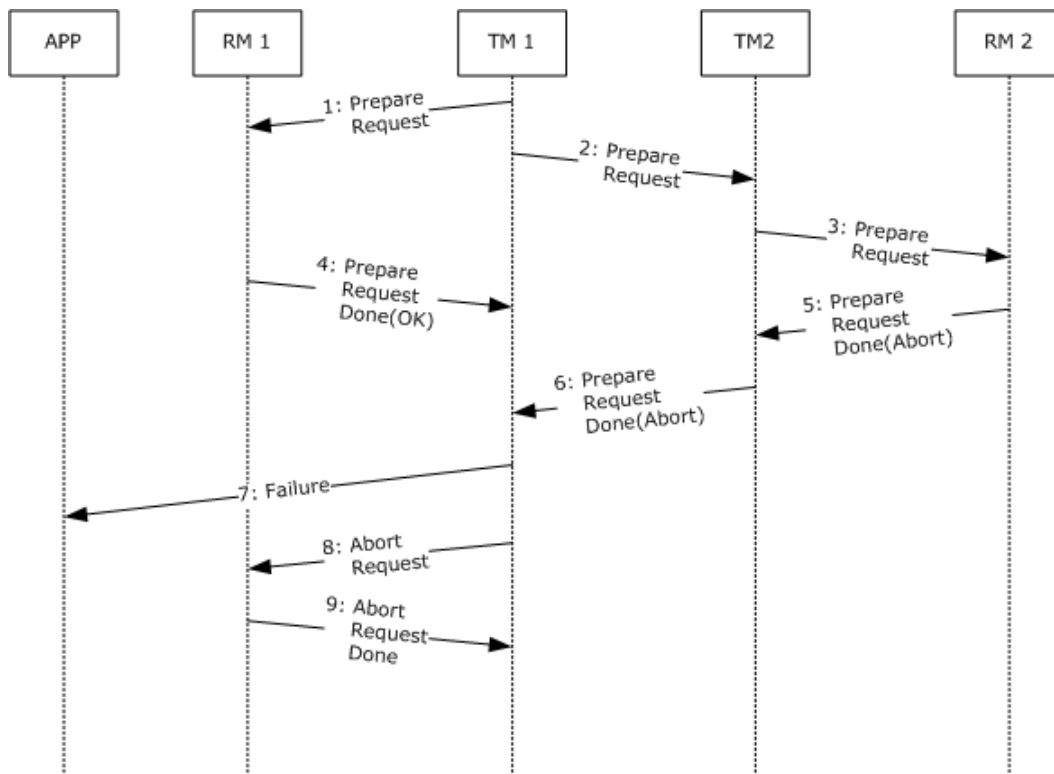 APP
RM 1
TM 1
TM2
RM 2
1: Prepare
Request
2: Prepare
Request
3: Prepare
Request
4: Prepare
Request
Done(OK)
5: Prepare
Request
Done(Abort)
6: Prepare
Request
Done(Abort)
7: Failure
8: Abort
Request
9: Abort
Request
Done